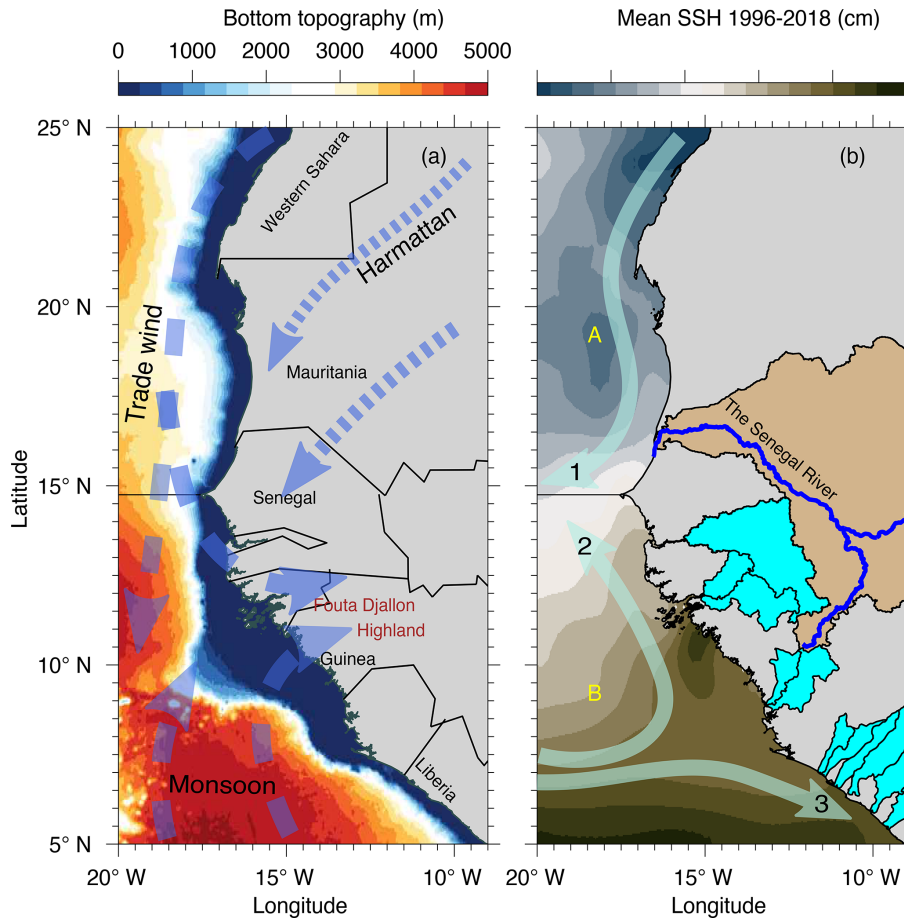 Bottom topography (m)
0 1000 2000 3000 4000 5000
Mean SSH 1996-2018 (cm)
25° N
20° N
15° N
10° N
5° N
Latitude
(a)
Western Sahara
Harmattan
Trade wind
Mauritania
Senegal
Fouta Djallon
Highland
Guinea
Monsoon
Liberia
20° W 15° W 10° W
Longitude
(b)
A
The Senegal River
1
2
B
3
20° W 15° W 10° W
Longitude